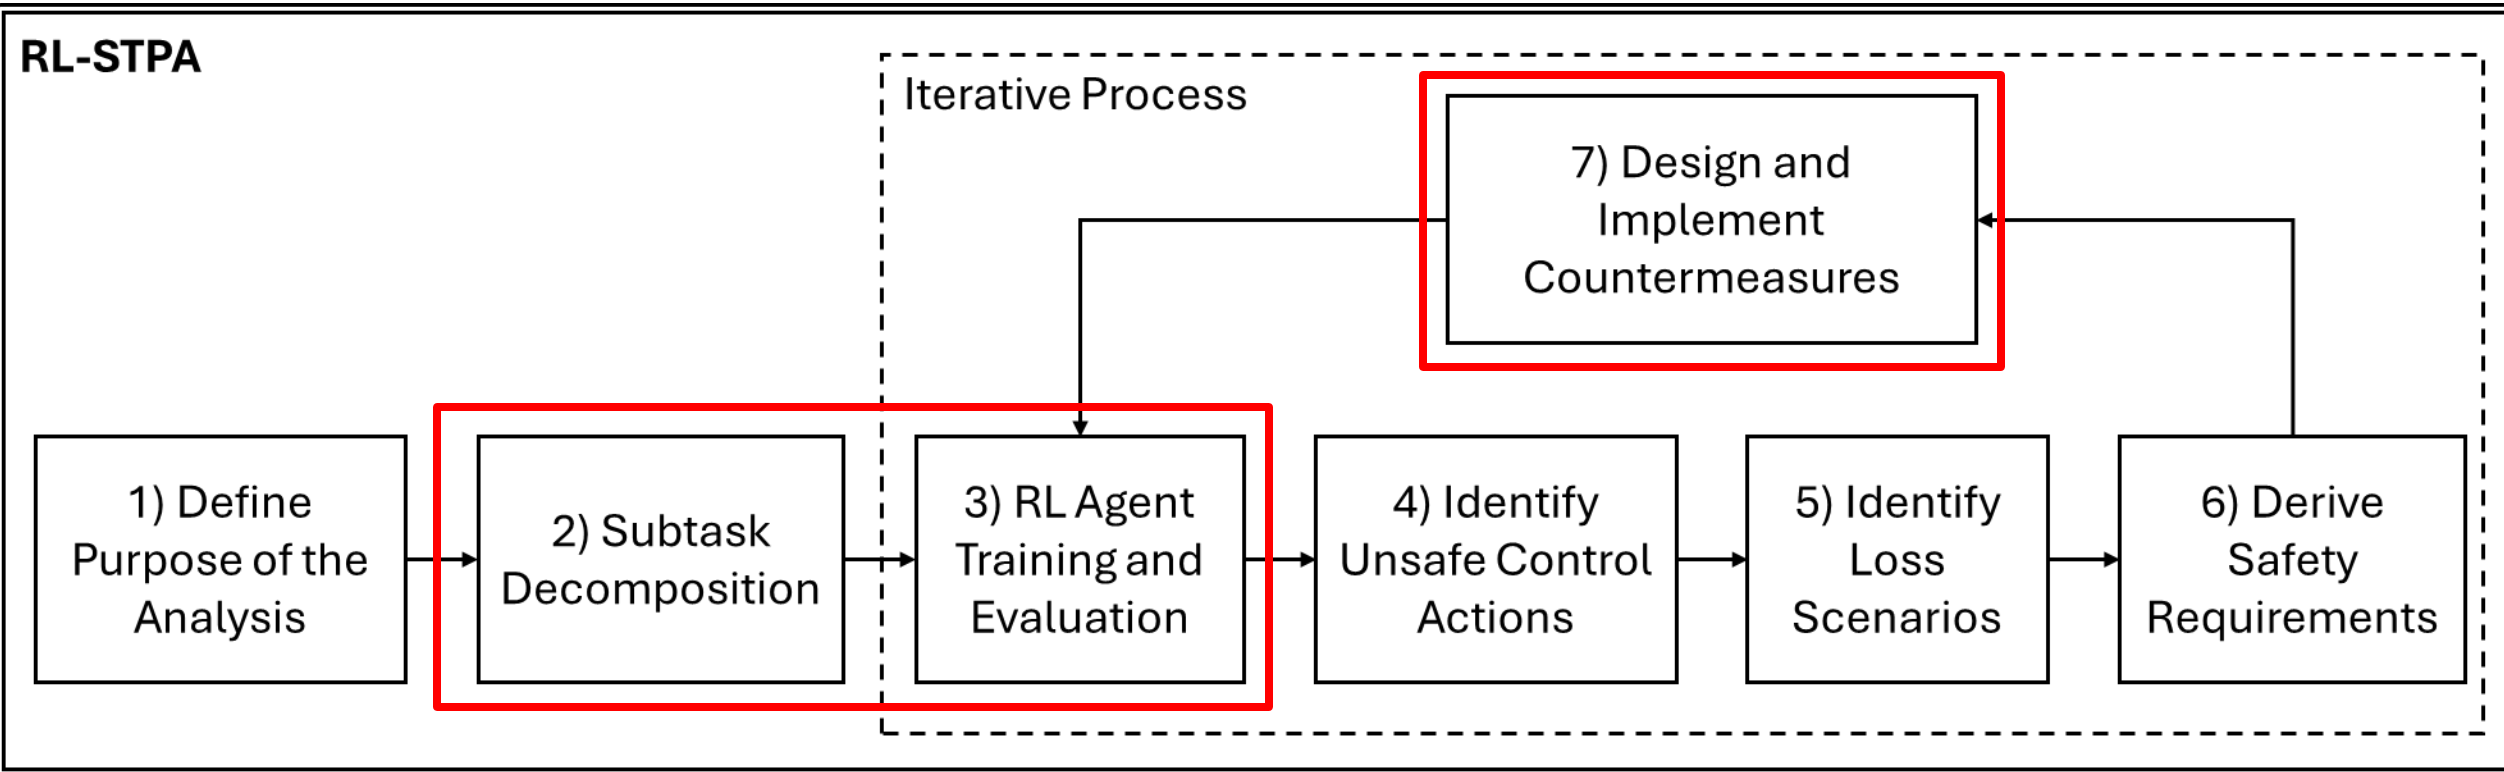 RL-STPA
Iterative Process
7) Design and
Implement
Countermeasures
1) Define
Purpose of the
Analysis
2) Subtask
Decomposition
3) RL Agent
Training and
Evaluation
4) Identify
Unsafe Control
Actions
5) Identify
Loss
Scenarios
6) Derive
Safety
Requirements